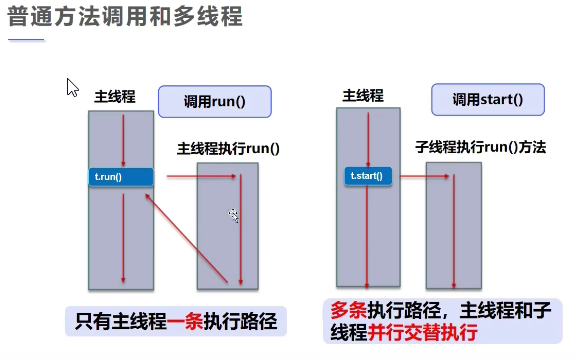 普通方法调用和多线程
主线程
调用run()
主线程执行run()
t.run()
只有主线程一条执行路径
主线程
调用start()
子线程执行run()方法
t.start()
多条执行路径，主线程和子
线程并行交替执行